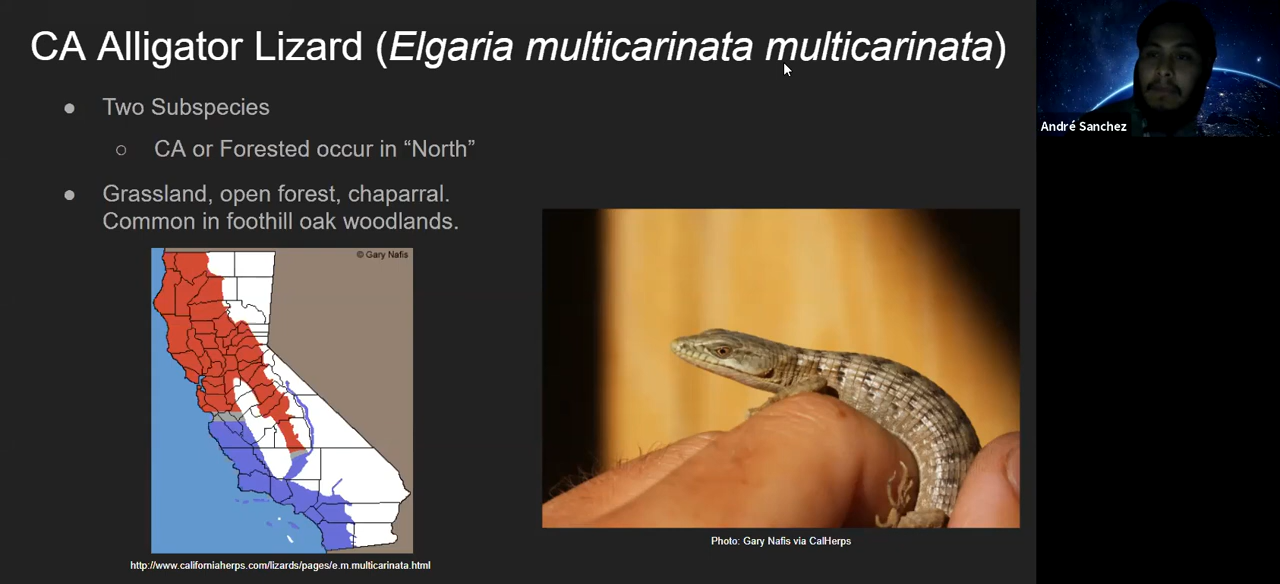 CA Alligator Lizard (Elgaria multicarinata multicarinata)
André Sanchez
● Two Subspecies
○ CA or Forested occur in “North”
● Grassland, open forest, chaparral.
Common in foothill oak woodlands.
© Gary Nafis
Photo: Gary Nafis via CalHerps
http://www.californiaherps.com/lizards/pages/e.m.multicarinata.html